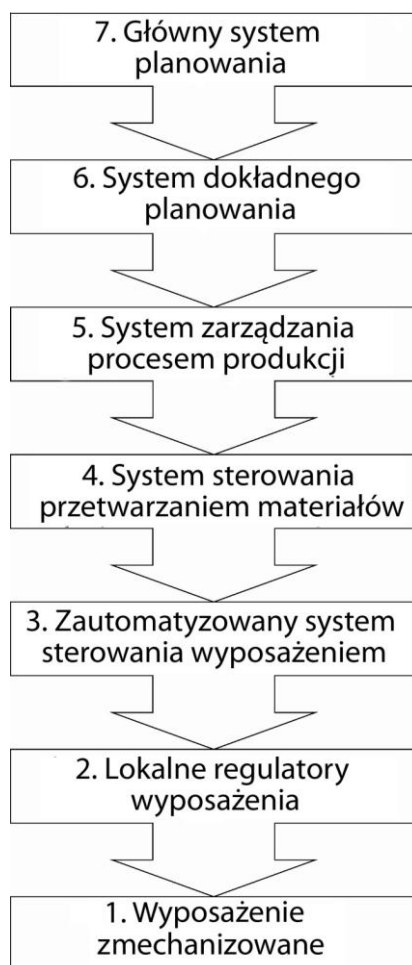 7. Główny system
planowania
6. System dokładnego
planowania
5. System zarządzania
procesem produkcji
4. System sterowania
przetwarzaniem materiałów
3. Zautomatyzowany system
sterowania wyposażeniem
2. Lokalne regulatory
wyposażenia
1. Wyposażenie
zmechanizowane